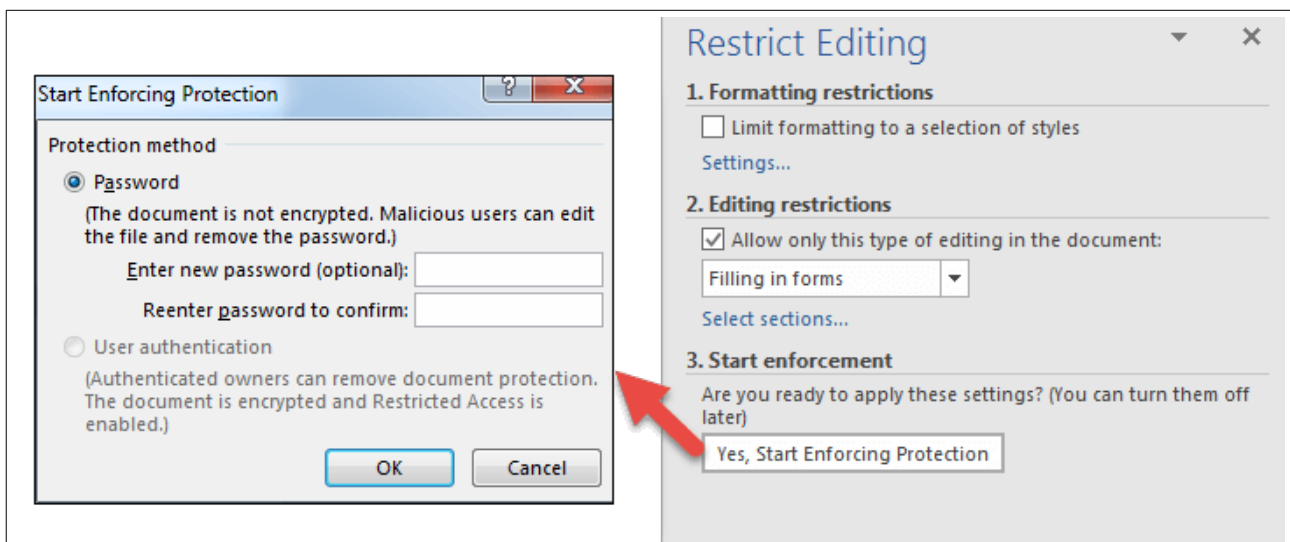 Start Enforcing Protection
Protection method
Password
(The document is not encrypted. Malicious users can edit
the file and remove the password.)
Enter new password (optional):
Reenter password to confirm:
User authentication
(Authenticated owners can remove document protection.
The document is encrypted and Restricted Access is
enabled.)
OK Cancel
Restrict Editing
1. Formatting restrictions
Limit formatting to a selection of styles
Settings...
2. Editing restrictions
Allow only this type of editing in the document:
Filling in forms
Select sections...
3. Start enforcement
Are you ready to apply these settings? (You can turn them off
later)
Yes, Start Enforcing Protection